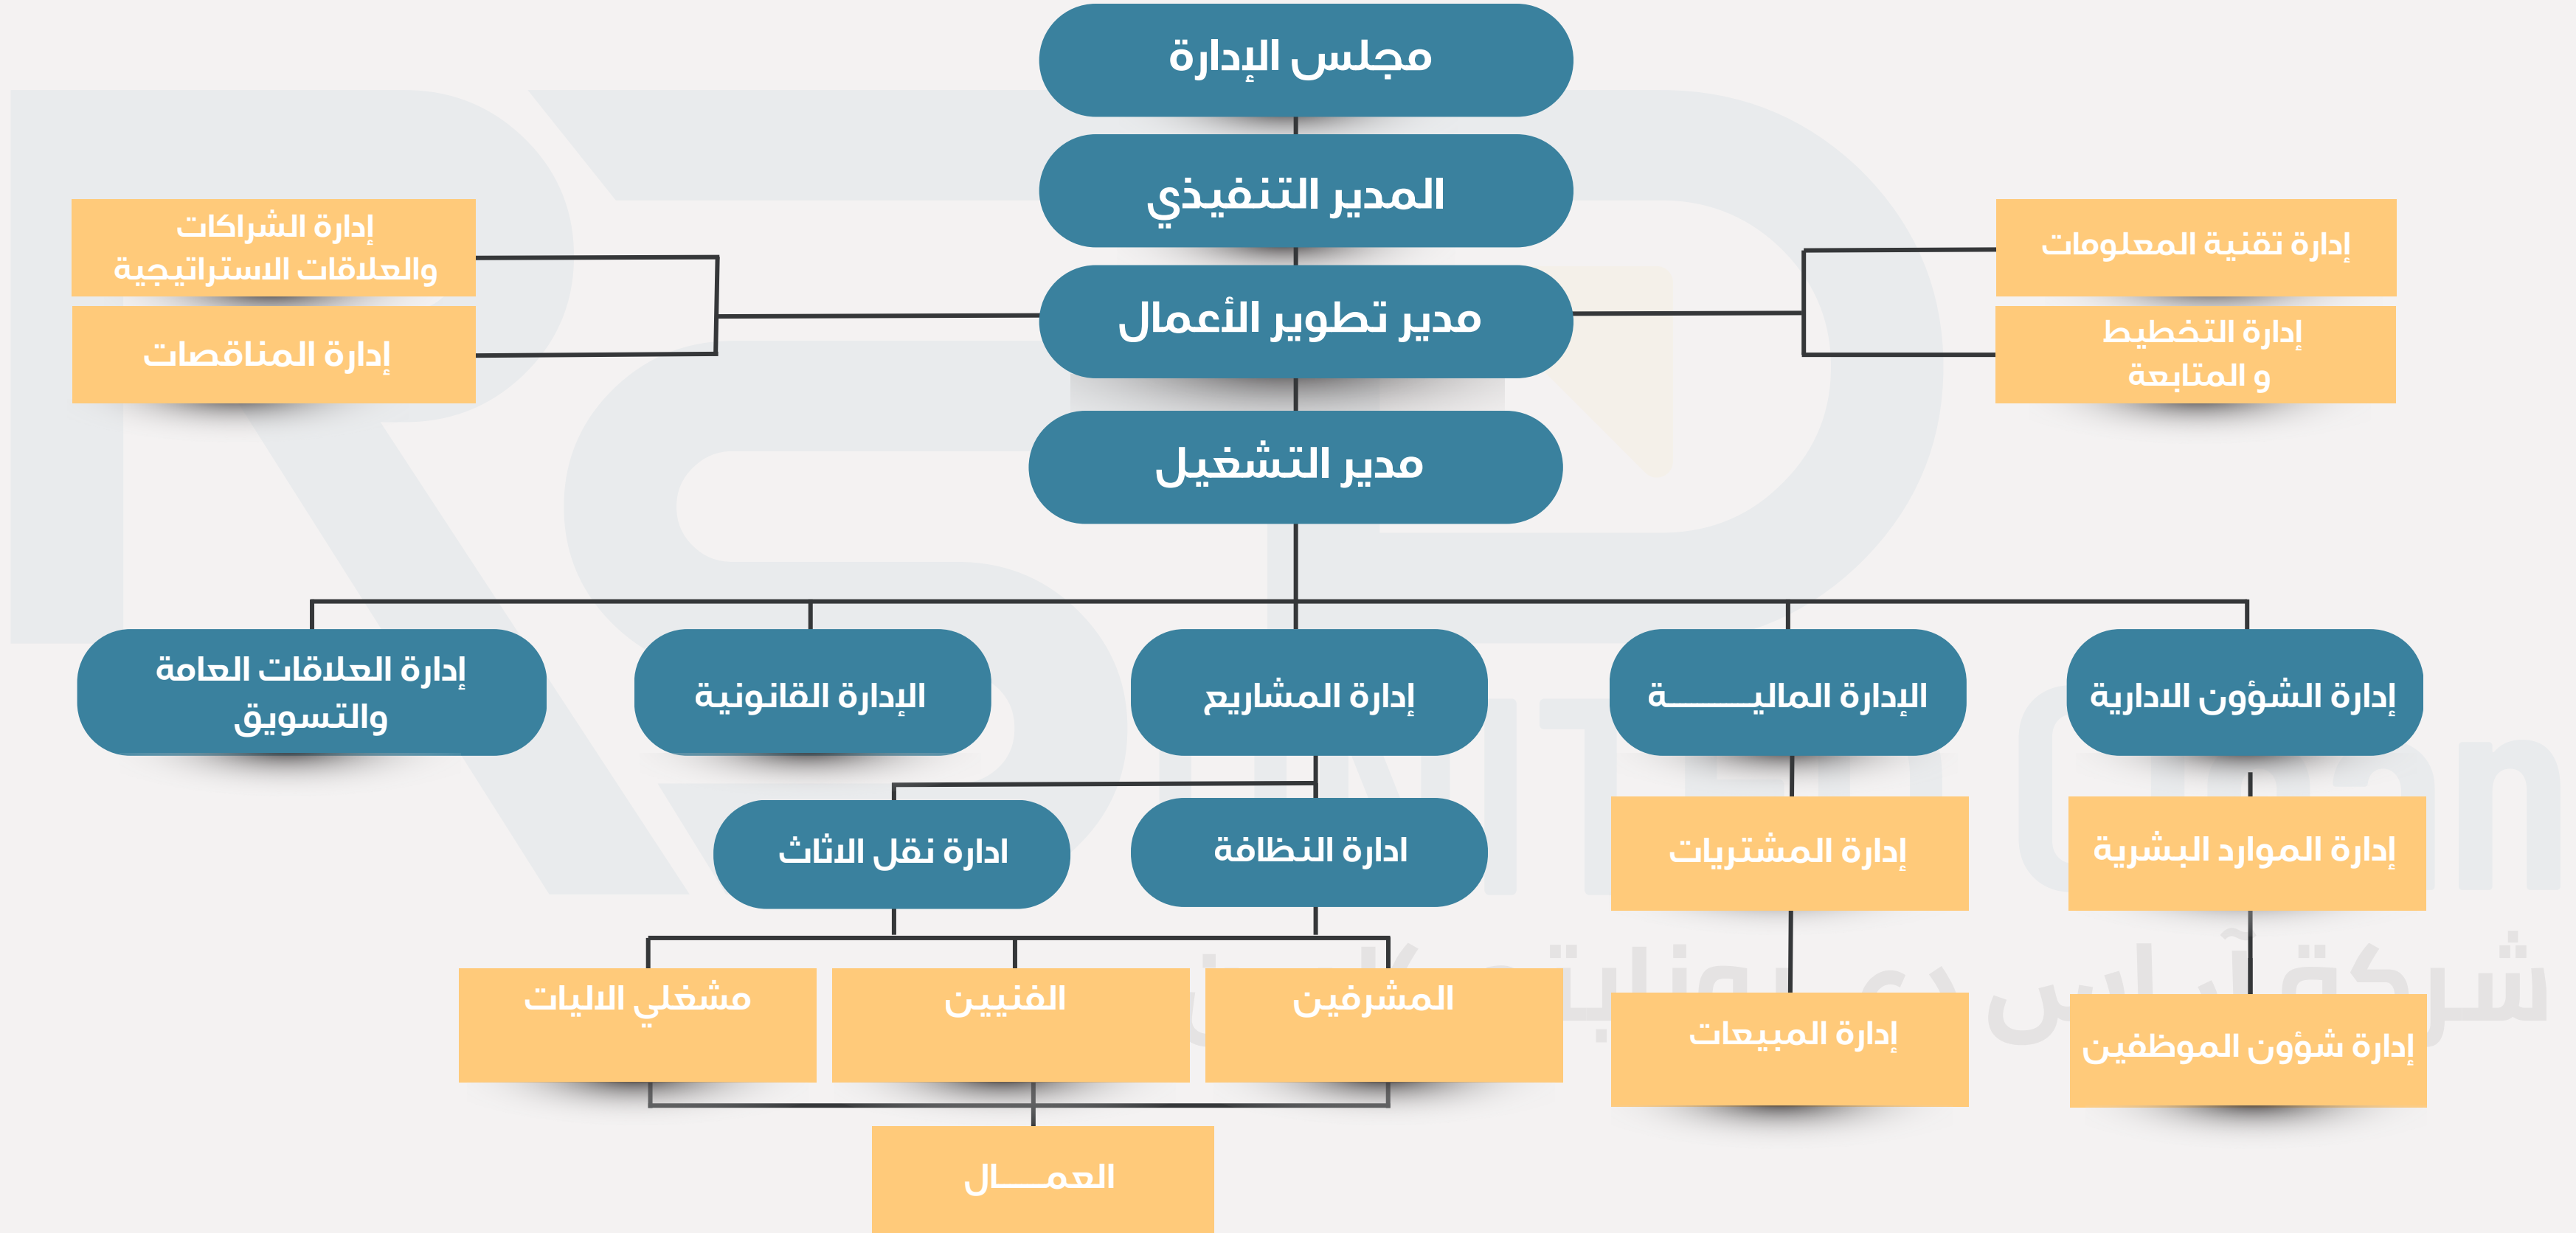 مجلس الإدارة
المدير التنفيذي
إدارة تقنية المعلومات
إدارة الشراكات
والعلاقات الاستراتيجية
مدير تطوير الأعمال
إدارة التخطيط
و المتابعة
إدارة المناقصات
مدير التشغيل
إدارة الشؤون الادارية
الإدارة الماليـــــــــــة
إدارة المشاريع
الإدارة القانونية
إدارة العلاقات العامة
والتسويق
إدارة الموارد البشرية
إدارة المشتريات
ادارة النظافة
ادارة نقل الاثاث
إدارة شؤون الموظفين
إدارة المبيعات
المشرفين
الفنيين
مشغلي الاليات
العمـــــال